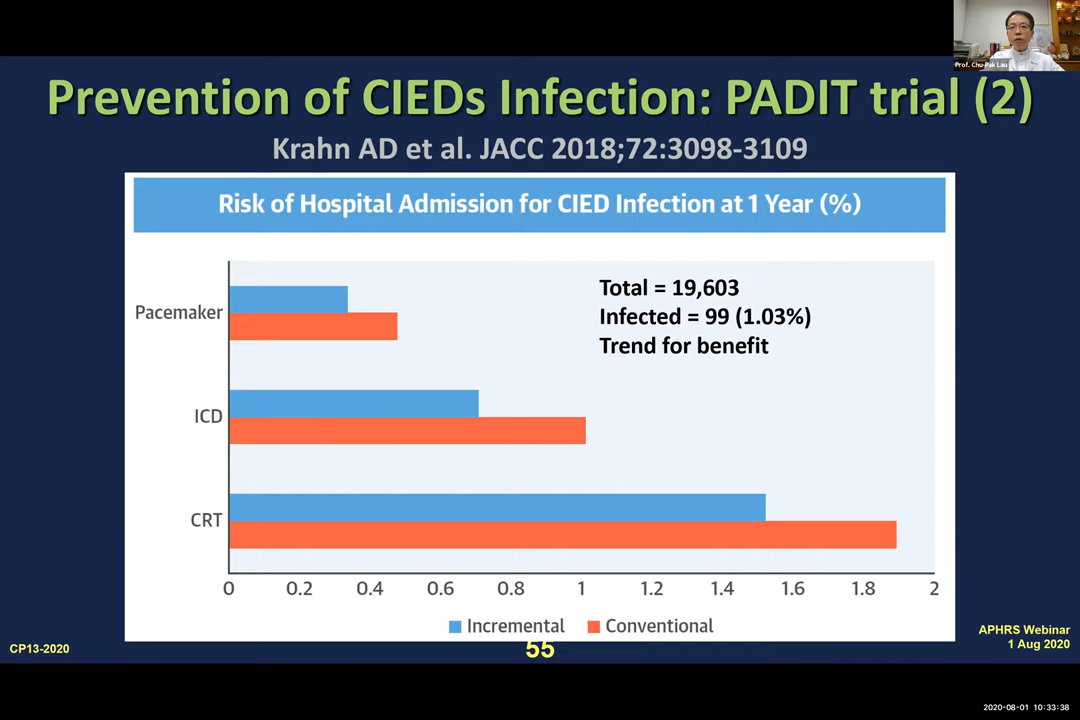 Prof. Chu-Pak Lau
Prevention of CIEDs Infection: PADIT trial (2)
Krahn AD et al. JACC 2018;72:3098-3109
Risk of Hospital Admission for CIED Infection at 1 Year (%)
Total = 19,603
Infected = 99 (1.03%)
Trend for benefit
Pacemaker
ICD
CRT
0 0.2 0.4 0.6 0.8 1 1.2 1.4 1.6 1.8 2
Incremental Conventional
CP13-2020
55
APHRS Webinar
1 Aug 2020
2020-08-01 10:33:38